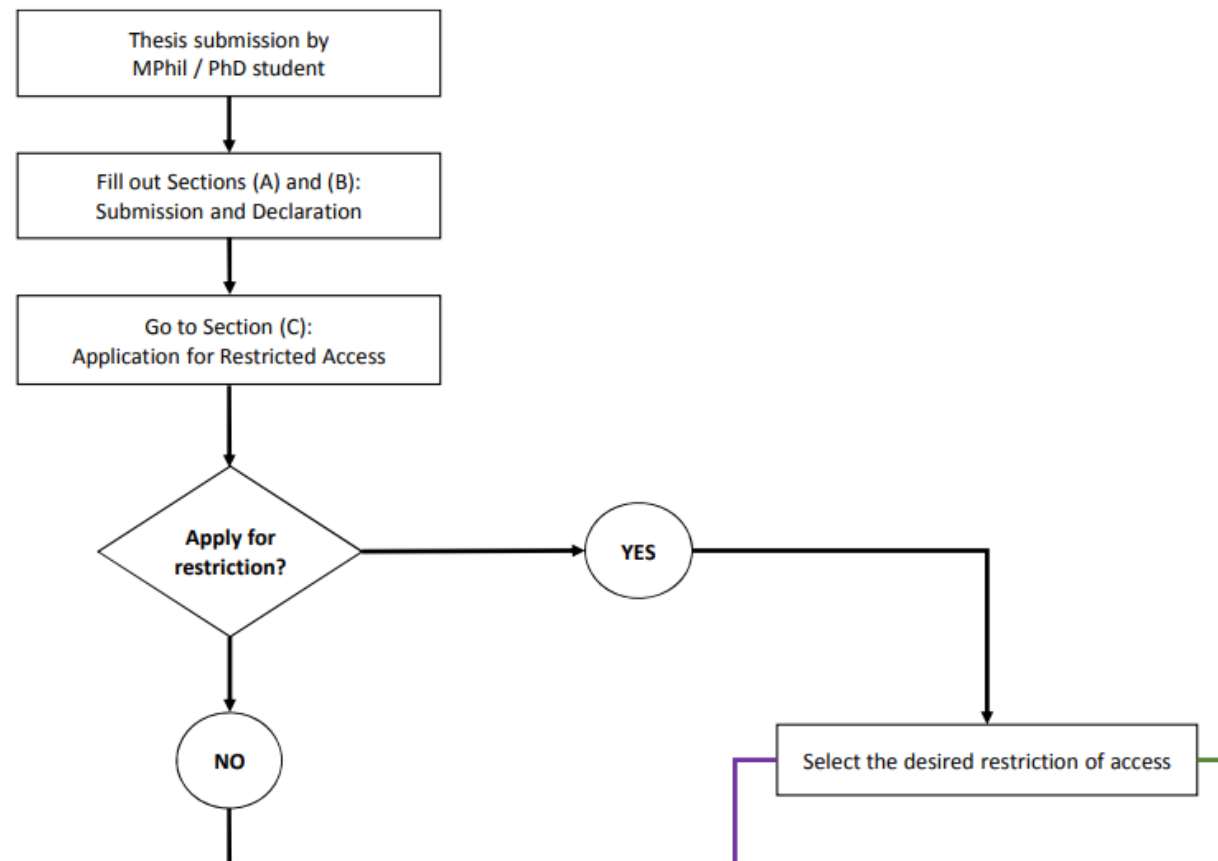 Thesis submission by
MPhil / PhD student
Fill out Sections (A) and (B):
Submission and Declaration
Go to Section (C):
Application for Restricted Access
Apply for
restriction?
YES
NO
Select the desired restriction of access